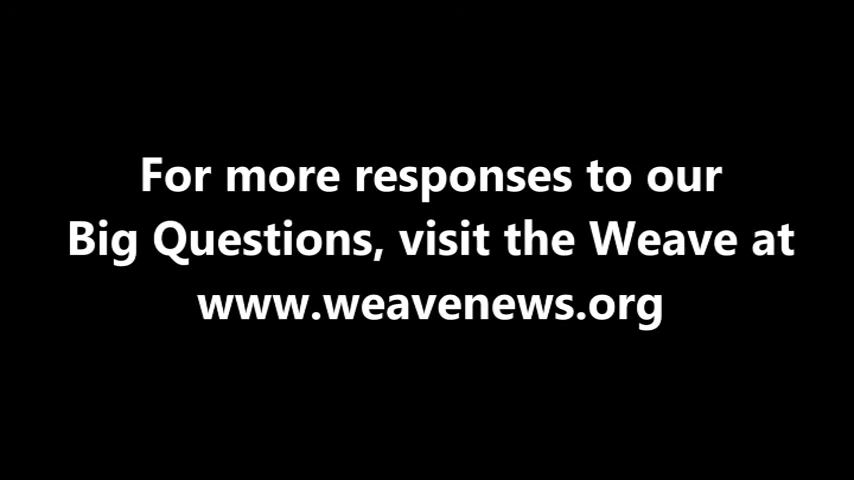 For more responses to our
Big Questions, visit the Weave at
www.weavenews.org